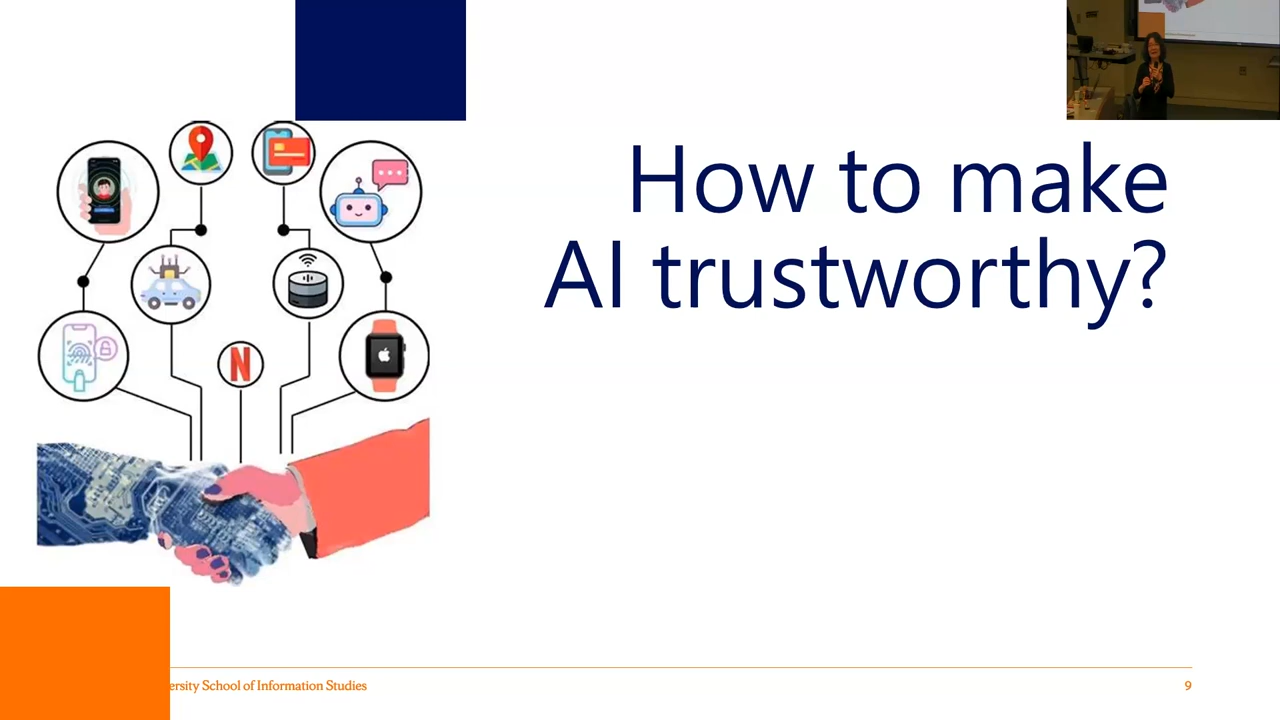 How to make
AI trustworthy?
N
ersity School of Information Studies
9